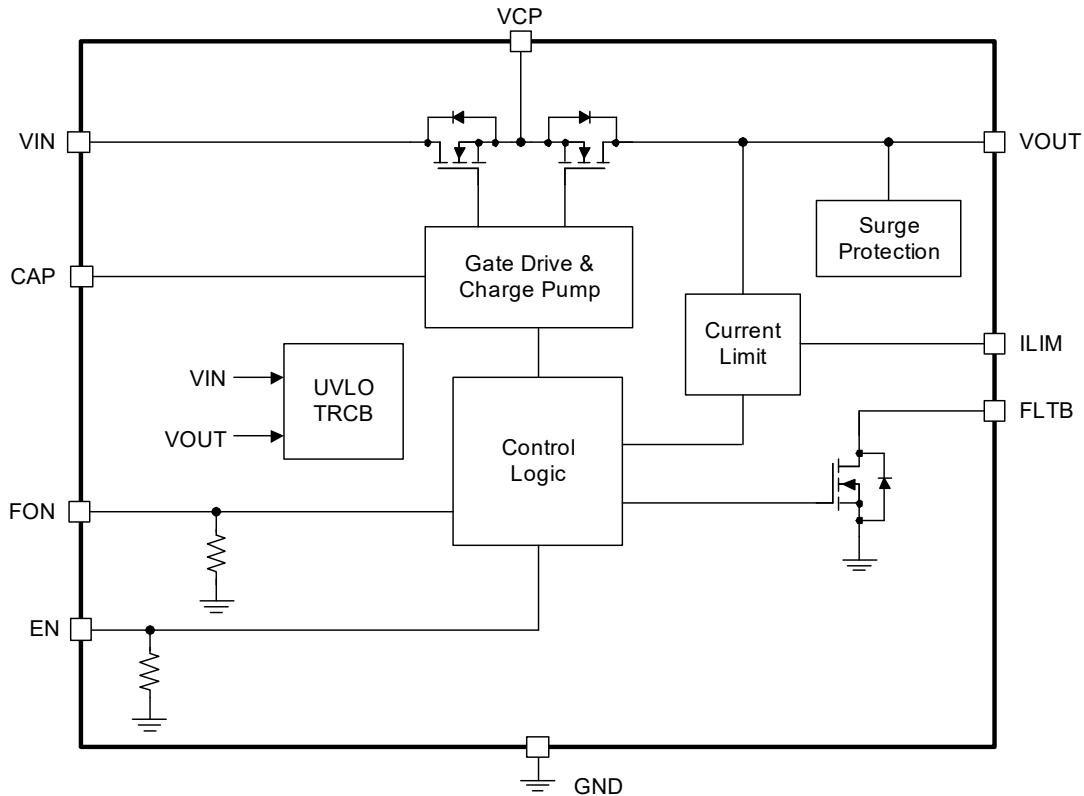 VCP
VIN
VOUT
Surge
Protection
CAP
Gate Drive &
Charge Pump
Current
Limit
ILIM
VIN
VOUT
UVLO
TRCB
FLTB
Control
Logic
FON
EN
GND